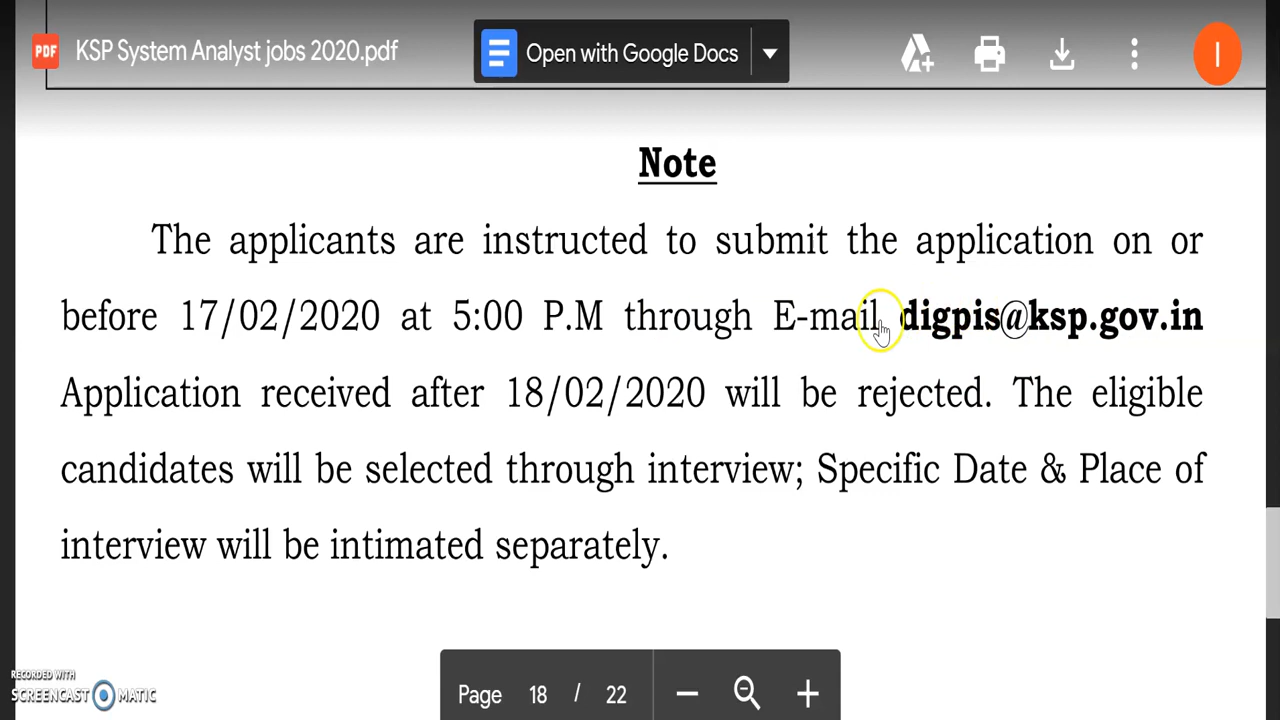 PDF KSP System Analyst jobs 2020.pdf Open with Google Docs I
Note
The applicants are instructed to submit the application on or
before 17/02/2020 at 5:00 P.M through E-mail digpis@ksp.gov.in
Application received after 18/02/2020 will be rejected. The eligible
candidates will be selected through interview; Specific Date & Place of
interview will be intimated separately.
RECORDED WITH
SCREENCAST MATIC
Page 18 / 22